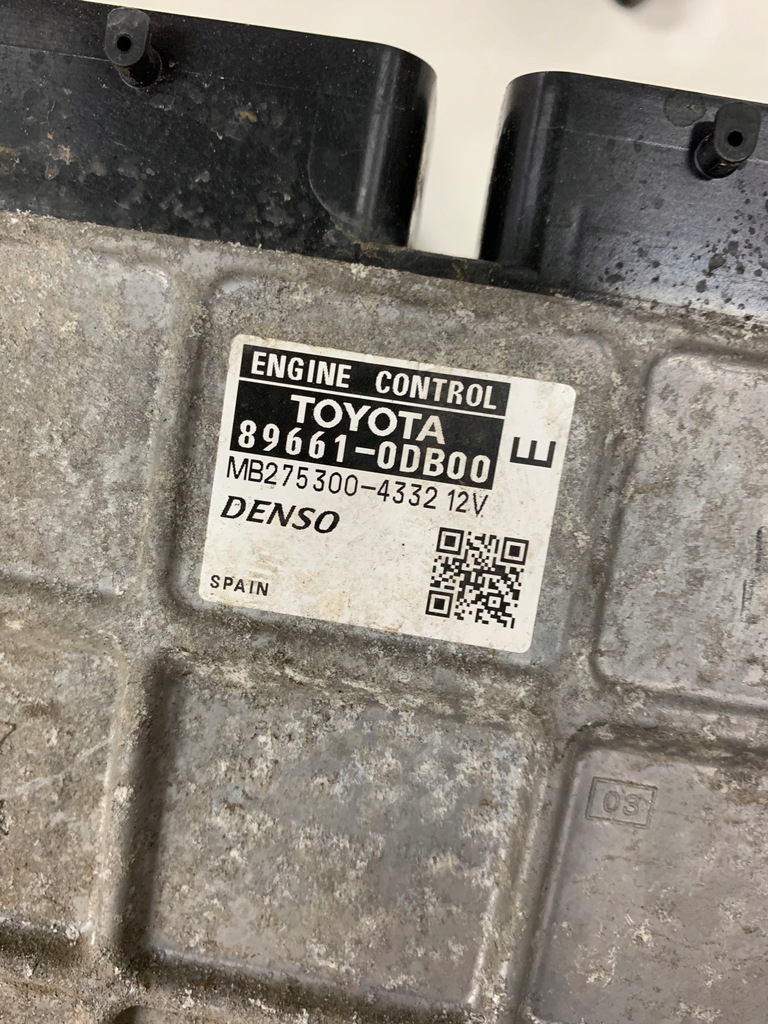 ENGINE CONTROL
TOYOTA
89661-0DB00
E
MB275300-4332 12V
DENSO
SPAIN
03